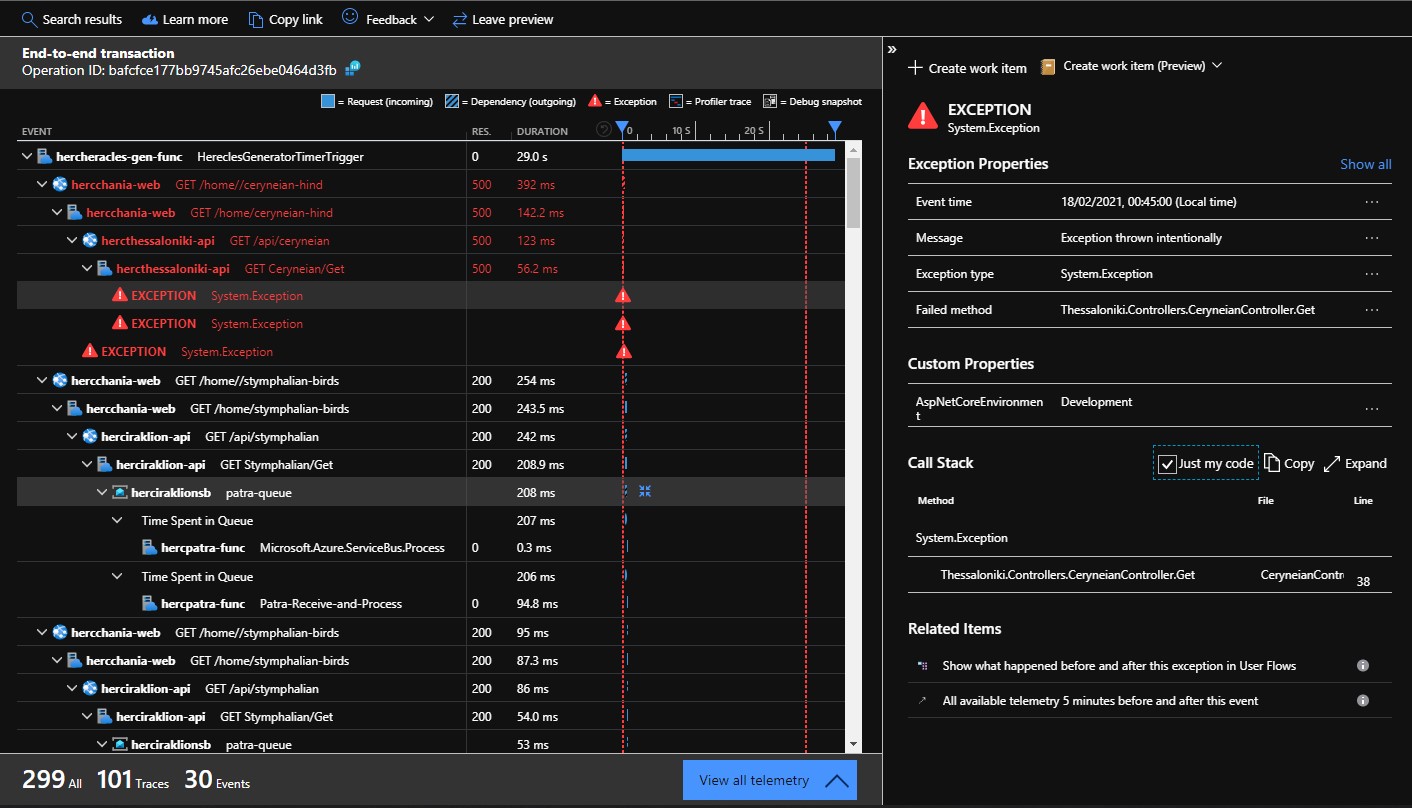 Search results Learn more Copy link Feedback Leave preview
End-to-end transaction
Operation ID: bafcfce177bb9745afc26ebe0464d3fb
= Request (incoming) = Dependency (outgoing) = Exception = Profiler trace = Debug snapshot
EVENT RES. DURATION ? 0 10 S 20 S
hercheracles-gen-func HereclesGeneratorTimerTrigger 0 29.0 s
hercchania-web GET /home//ceryneian-hind 500 392 ms
hercchania-web GET /home/ceryneian-hind 500 142.2 ms
hercthessaloniki-api GET /api/ceryneian 500 123 ms
hercthessaloniki-api GET Ceryneian/Get 500 56.2 ms
EXCEPTION System.Exception
EXCEPTION System.Exception
EXCEPTION System.Exception
hercchania-web GET /home//stymphalian-birds 200 254 ms
hercchania-web GET /home/stymphalian-birds 200 243.5 ms
herciraklion-api GET /api/stymphalian 200 242 ms
herciraklion-api GET Stymphalian/Get 200 208.9 ms
herciraklionsb patra-queue 208 ms
Time Spent in Queue 207 ms
hercpatra-func Microsoft.Azure.ServiceBus.Process 0 0.3 ms
Time Spent in Queue 206 ms
hercpatra-func Patra-Receive-and-Process 0 94.8 ms
hercchania-web GET /home//stymphalian-birds 200 95 ms
hercchania-web GET /home/stymphalian-birds 200 87.3 ms
herciraklion-api GET /api/stymphalian 200 86 ms
herciraklion-api GET Stymphalian/Get 200 54.0 ms
herciraklionsb patra-queue 53 ms
299 All 101 Traces 30 Events View all telemetry
Create work item Create work item (Preview)
EXCEPTION
System.Exception
Exception Properties Show all
Event time 18/02/2021, 00:45:00 (Local time) ...
Message Exception thrown intentionally ...
Exception type System.Exception ...
Failed method Thessaloniki.Controllers.CeryneianController.Get ...
Custom Properties
AspNetCoreEnvironmen Development ...
t
Call Stack Just my code Copy Expand
Method File Line
System.Exception
Thessaloniki.Controllers.CeryneianController.Get CeryneianContr 38
Related Items
Show what happened before and after this exception in User Flows
All available telemetry 5 minutes before and after this event